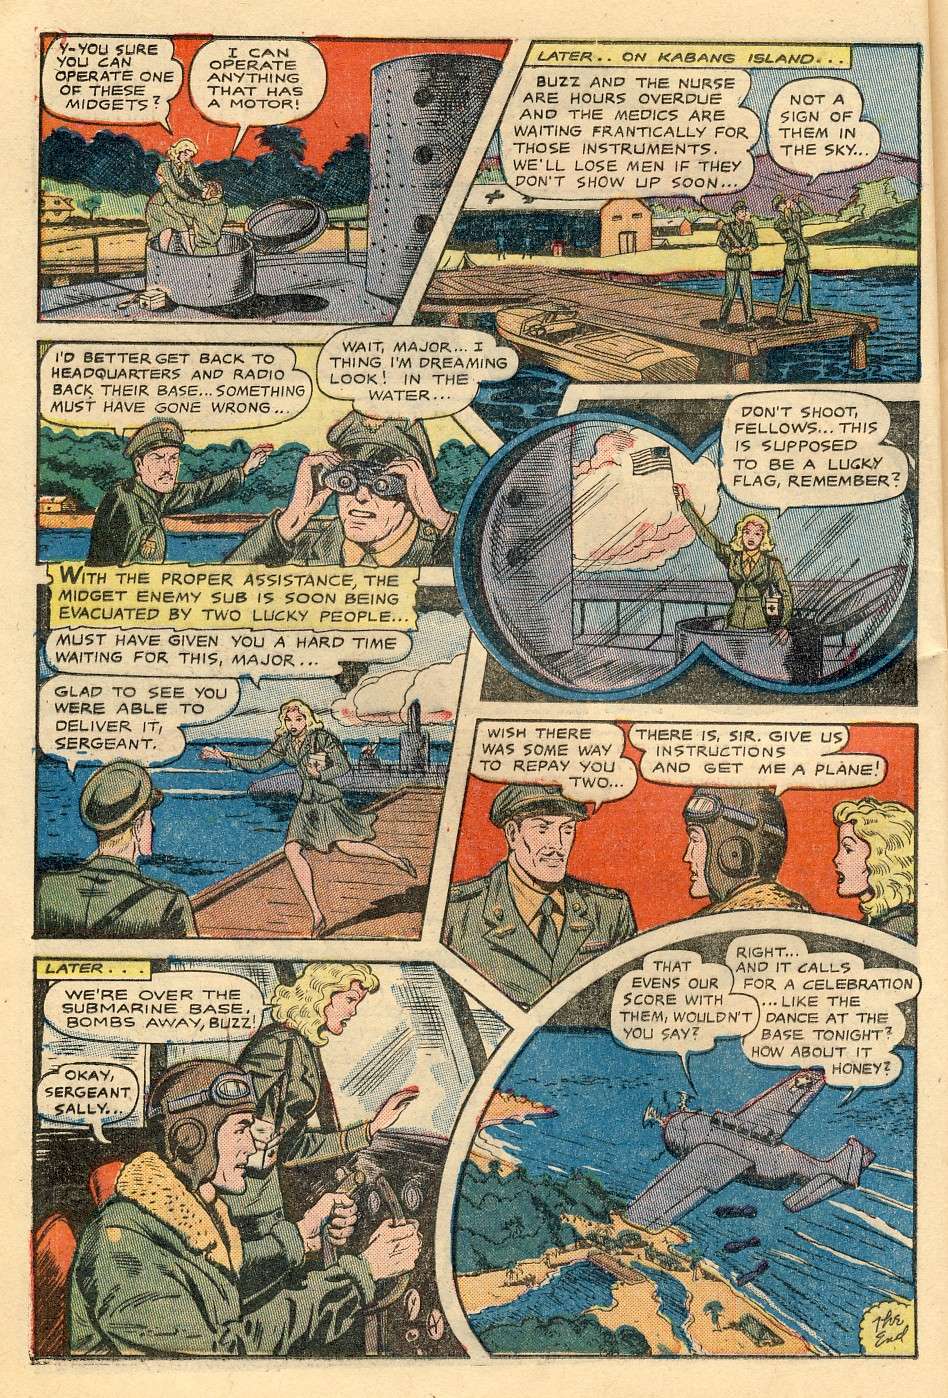 Y-YOU SURE
YOU CAN
OPERATE ONE
OF THESE
MIDGETS?
I CAN
OPERATE
ANYTHING
THAT HAS
A MOTOR!
LATER.. ON KABANG ISLAND...
BUZZ AND THE NURSE
ARE HOURS OVERDUE
AND THE MEDICS ARE
WAITING FRANTICALLY FOR
THOSE INSTRUMENTS.
WE'LL LOSE MEN IF THEY
DON'T SHOW UP SOON...
NOT A
SIGN OF
THEM IN
THE SKY...
I'D BETTER GET BACK TO
HEADQUARTERS AND RADIO
BACK THEIR BASE...SOMETHING
MUST HAVE GONE WRONG...
WAIT, MAJOR... I
THING I'M DREAMING
LOOK! IN THE
WATER...
DON'T SHOOT,
FELLOWS... THIS
IS SUPPOSED
TO BE A LUCKY
FLAG, REMEMBER?
WITH THE PROPER ASSISTANCE, THE
MIDGET ENEMY SUB IS SOON BEING
EVACUATED BY TWO LUCKY PEOPLE...
MUST HAVE GIVEN YOU A HARD TIME
WAITING FOR THIS, MAJOR...
GLAD TO SEE YOU
WERE ABLE TO
DELIVER IT,
SERGEANT.
WISH THERE
WAS SOME WAY
TO REPAY YOU
TWO...
THERE IS, SIR. GIVE US
INSTRUCTIONS
AND GET ME A PLANE!
LATER...
WE'RE OVER THE
SUBMARINE BASE,
BOMBS AWAY, BUZZ!
OKAY,
SERGEANT
SALLY...
THAT
EVENS OUR
SCORE WITH
THEM, WOULDN'T
YOU SAY?
RIGHT...
AND IT CALLS
FOR A CELEBRATION
...LIKE THE
DANCE AT THE
BASE TONIGHT?
HOW ABOUT IT
HONEY?
The
End